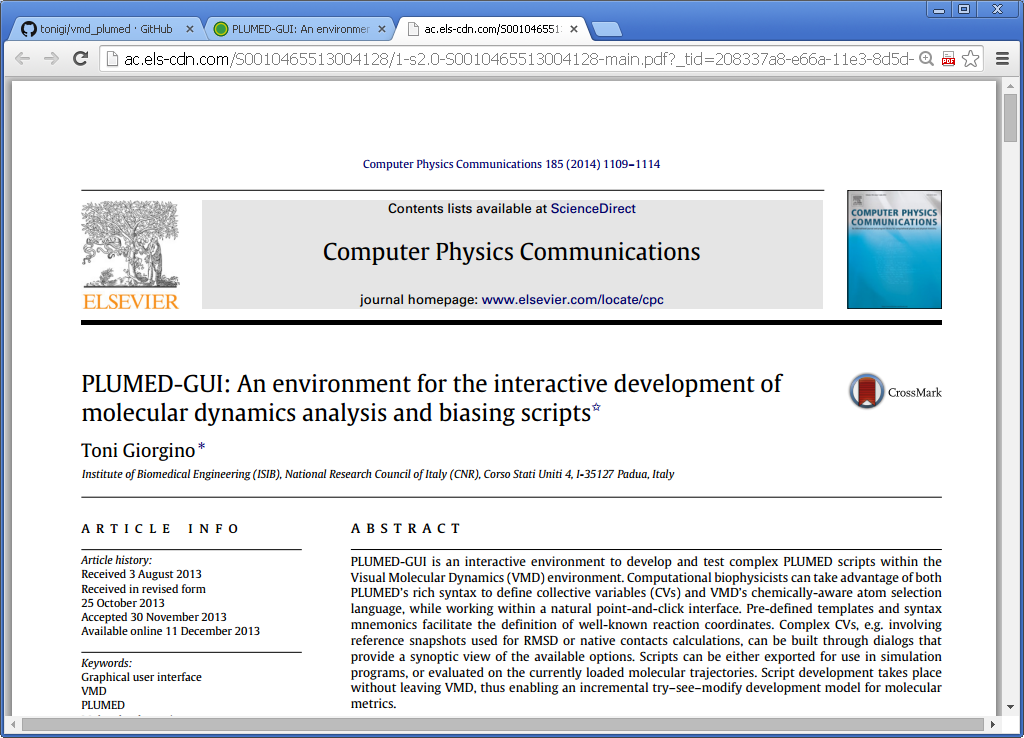 tonigi/vmd_plumed · GitHub
PLUMED-GUI: An environmer
ac.els-cdn.com/S0010465513
ac.els-cdn.com/S0010465513004128/1-s2.0-S0010465513004128-main.pdf?_tid=208337a8-e66a-11e3-8d5d-
PDF
Computer Physics Communications 185 (2014) 1109–1114
Contents lists available at ScienceDirect
Computer Physics Communications
journal homepage: www.elsevier.com/locate/cpc
ELSEVIER
COMPUTER PHYSICS
COMMUNICATIONS
PLUMED-GUI: An environment for the interactive development of
molecular dynamics analysis and biasing scripts☆
CrossMark
Toni Giorgino *
Institute of Biomedical Engineering (ISIB), National Research Council of Italy (CNR), Corso Stati Uniti 4, I-35127 Padua, Italy
ARTICLE INFO
Article history:
Received 3 August 2013
Received in revised form
25 October 2013
Accepted 30 November 2013
Available online 11 December 2013
Keywords:
Graphical user interface
VMD
PLUMED
ABSTRACT
PLUMED-GUI is an interactive environment to develop and test complex PLUMED scripts within the
Visual Molecular Dynamics (VMD) environment. Computational biophysicists can take advantage of both
PLUMED's rich syntax to define collective variables (CVs) and VMD's chemically-aware atom selection
language, while working within a natural point-and-click interface. Pre-defined templates and syntax
mnemonics facilitate the definition of well-known reaction coordinates. Complex CVs, e.g. involving
reference snapshots used for RMSD or native contacts calculations, can be built through dialogs that
provide a synoptic view of the available options. Scripts can be either exported for use in simulation
programs, or evaluated on the currently loaded molecular trajectories. Script development takes place
without leaving VMD, thus enabling an incremental try–see–modify development model for molecular
metrics.